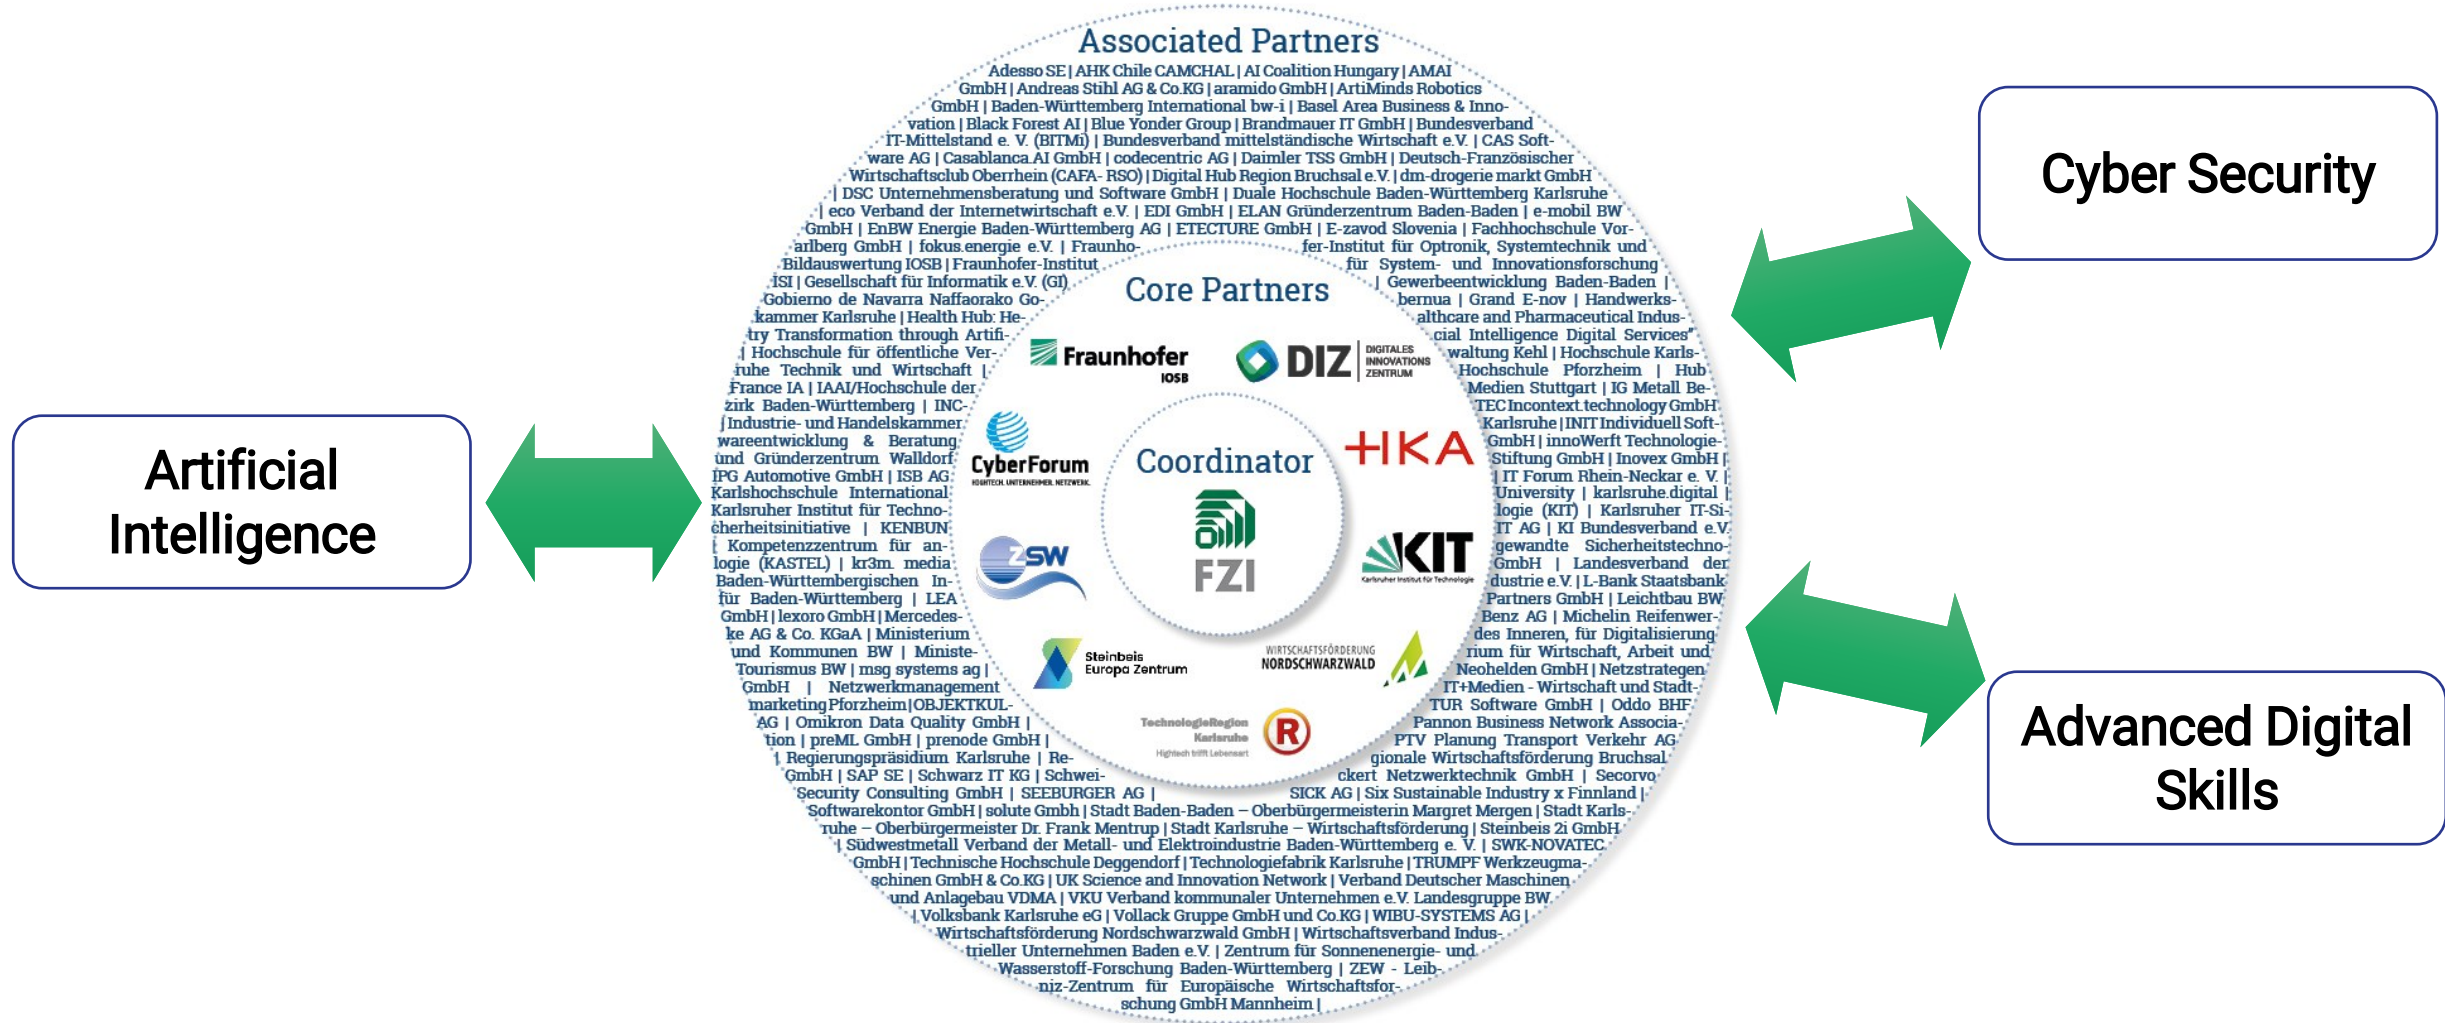 Associated Partners
Adesso SE | AHK Chile CAMCHAL | AI Coalition Hungary | AMAI
GmbH | Andreas Stihl AG & Co.KG | aramido GmbH | ArtiMinds Robotics
GmbH | Baden-Württemberg International bw-i | Basel Area Business & Inno-
vation | Black Forest AI | Blue Yonder Group | Brandmauer IT GmbH | Bundesverband
IT-Mittelstand e. V. (BITMi) | Bundesverband mittelständische Wirtschaft e.V. | CAS Soft-
ware AG | Casablanca.AI GmbH | codecentric AG | Daimler TSS GmbH | Deutsch-Französischer
Wirtschaftsclub Oberrhein (CAFA- RSO) | Digital Hub Region Bruchsal e.V. | dm-drogerie markt GmbH
| DSC Unternehmensberatung und Software GmbH | Duale Hochschule Baden-Württemberg Karlsruhe
| eco Verband der Internetwirtschaft e.V. | EDI GmbH | ELAN Gründerzentrum Baden-Baden | e-mobil BW
GmbH | EnBW Energie Baden-Württemberg AG | ETECTURE GmbH | E-zavod Slovenia | Fachhochschule Vor-
arlberg GmbH | fokus.energie e.V. | Fraunho- fer-Institut für Optronik, Systemtechnik und
Bildauswertung IOSB | Fraunhofer-Institut für System- und Innovationsforschung
ISI | Gesellschaft für Informatik e.V. (GI) | Gewerbeentwicklung Baden-Baden |
Gobierno de Navarra Naffaorako Go- bernua | Grand E-nov | Handwerks-
kammer Karlsruhe | Health Hub: He- althcare and Pharmaceutical Indus-
try Transformation through Artifi- cial Intelligence Digital Services"
| Hochschule für öffentliche Ver- waltung Kehl | Hochschule Karls-
ruhe Technik und Wirtschaft | Hochschule Pforzheim | Hub
France IA | IAAI/Hochschule der Medien Stuttgart | IG Metall Be-
zirk Baden-Württemberg | INC- TEC Incontext.technology GmbH
| Industrie- und Handelskammer Karlsruhe | INIT Individuell Soft-
wareentwicklung & Beratung GmbH | innoWerft Technologie-
und Gründerzentrum Walldorf Stiftung GmbH | Inovex GmbH |
IPG Automotive GmbH | ISB AG | IT Forum Rhein-Neckar e. V. |
Karlshochschule International University | karlsruhe.digital |
Karlsruher Institut für Techno- logie (KIT) | Karlsruher IT-Si-
cherheitsinitiative | KENBUN IT AG | KI Bundesverband e.V.
| Kompetenzzentrum für an- gewandte Sicherheitstechno-
logie (KASTEL) | kr3m. media GmbH | Landesverband der
Baden-Württembergischen In- dustrie e.V. | L-Bank Staatsbank
für Baden-Württemberg | LEA Partners GmbH | Leichtbau BW
GmbH | lexoro GmbH | Mercedes- Benz AG | Michelin Reifenwer-
ke AG & Co. KGaA | Ministerium des Inneren, für Digitalisierung
und Kommunen BW | Ministe- rium für Wirtschaft, Arbeit und
Tourismus BW | msg systems ag | Neohelden GmbH | Netzstrategen
GmbH | Netzwerkmanagement IT+Medien - Wirtschaft und Stadt-
marketing Pforzheim | OBJEKTKUL- TUR Software GmbH | Oddo BHF
AG | Omikron Data Quality GmbH | Pannon Business Network Associa-
tion | preML GmbH | prenode GmbH | PTV Planung Transport Verkehr AG
| Regierungspräsidium Karlsruhe | Re- gionale Wirtschaftsförderung Bruchsal
GmbH | SAP SE | Schwarz IT KG | Schwei- ckert Netzwerktechnik GmbH | Secorvo
Security Consulting GmbH | SEEBURGER AG | SICK AG | Six Sustainable Industry x Finnland |
Softwarekontor GmbH | solute Gmbh | Stadt Baden-Baden – Oberbürgermeisterin Margret Mergen | Stadt Karls-
ruhe – Oberbürgermeister Dr. Frank Mentrup | Stadt Karlsruhe – Wirtschaftsförderung | Steinbeis 2i GmbH
| Südwestmetall Verband der Metall- und Elektroindustrie Baden-Württemberg e. V. | SWK-NOVATEC
GmbH | Technische Hochschule Deggendorf | Technologiefabrik Karlsruhe | TRUMPF Werkzeugma-
schinen GmbH & Co.KG | UK Science and Innovation Network | Verband Deutscher Maschinen
und Anlagebau VDMA | VKU Verband kommunaler Unternehmen e.V. Landesgruppe BW
| Volksbank Karlsruhe eG | Vollack Gruppe GmbH und Co.KG | WIBU-SYSTEMS AG |
Wirtschaftsförderung Nordschwarzwald GmbH | Wirtschaftsverband Indus-
trieller Unternehmen Baden e.V. | Zentrum für Sonnenenergie- und
Wasserstoff-Forschung Baden-Württemberg | ZEW - Leib-
niz-Zentrum für Europäische Wirtschaftsfor-
schung GmbH Mannheim |
Core Partners
Fraunhofer
IOSB
DIZ
DIGITALES
INNOVATIONS
ZENTRUM
CyberForum
HIGHTECH. UNTERNEHMER. NETZWERK.
HKA
ZSW
KIT
Karlsruher Institut für Technologie
Steinbeis
Europa Zentrum
WIRTSCHAFTSFÖRDERUNG
NORDSCHWARZWALD
TechnologieRegion
Karlsruhe
Hightech trifft Lebensart
R
Coordinator
FZI
Artificial
Intelligence
Cyber Security
Advanced Digital
Skills